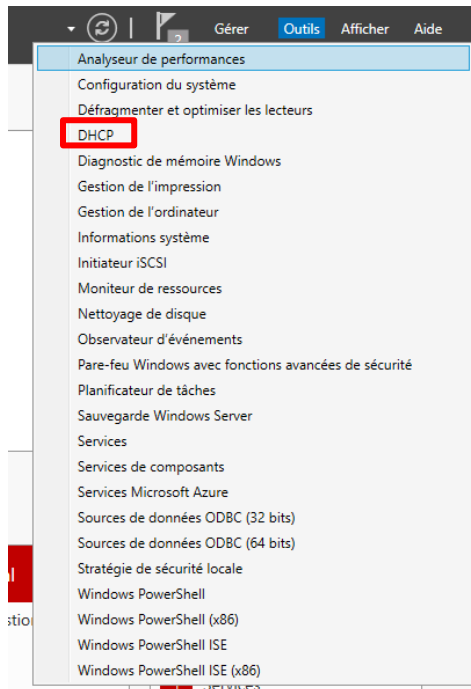 2
Gérer Outils Afficher Aide
Analyseur de performances
Configuration du système
Défragmenter et optimiser les lecteurs
DHCP
Diagnostic de mémoire Windows
Gestion de l'impression
Gestion de l'ordinateur
Informations système
Initiateur iSCSI
Moniteur de ressources
Nettoyage de disque
Observateur d'événements
Pare-feu Windows avec fonctions avancées de sécurité
Planificateur de tâches
Sauvegarde Windows Server
Services
Services de composants
Services Microsoft Azure
Sources de données ODBC (32 bits)
Sources de données ODBC (64 bits)
Stratégie de sécurité locale
Windows PowerShell
Windows PowerShell (x86)
Windows PowerShell ISE
Windows PowerShell ISE (x86)
Services